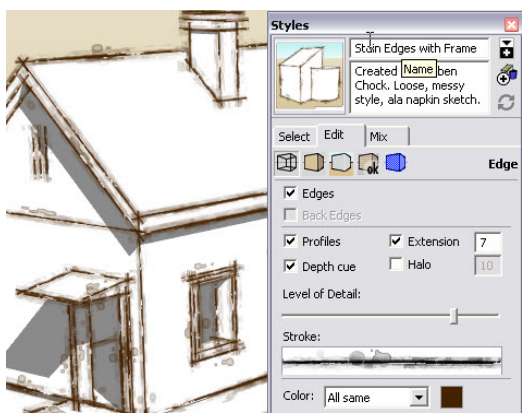 Styles
Stain Edges with Frame
Created Name ben
Chock. Loose, messy
style, ala napkin sketch.
Select Edit Mix
ok
Edge
Edges
Back Edges
Profiles
Extension 7
Depth cue
Halo 10
Level of Detail:
Stroke:
Color: All same